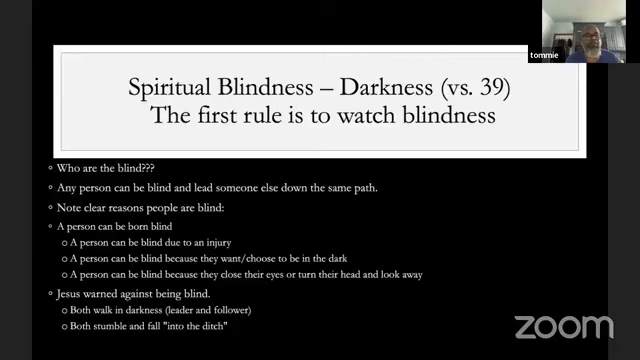 tommie
Spiritual Blindness – Darkness (vs. 39)
The first rule is to watch blindness
Who are the blind???
Any person can be blind and lead someone else down the same path.
Note clear reasons people are blind:
A person can be born blind
A person can be blind due to an injury
A person can be blind because they want/choose to be in the dark
A person can be blind because they close their eyes or turn their head and look away
Jesus warned against being blind.
Both walk in darkness (leader and follower)
Both stumble and fall "into the ditch"
zoom